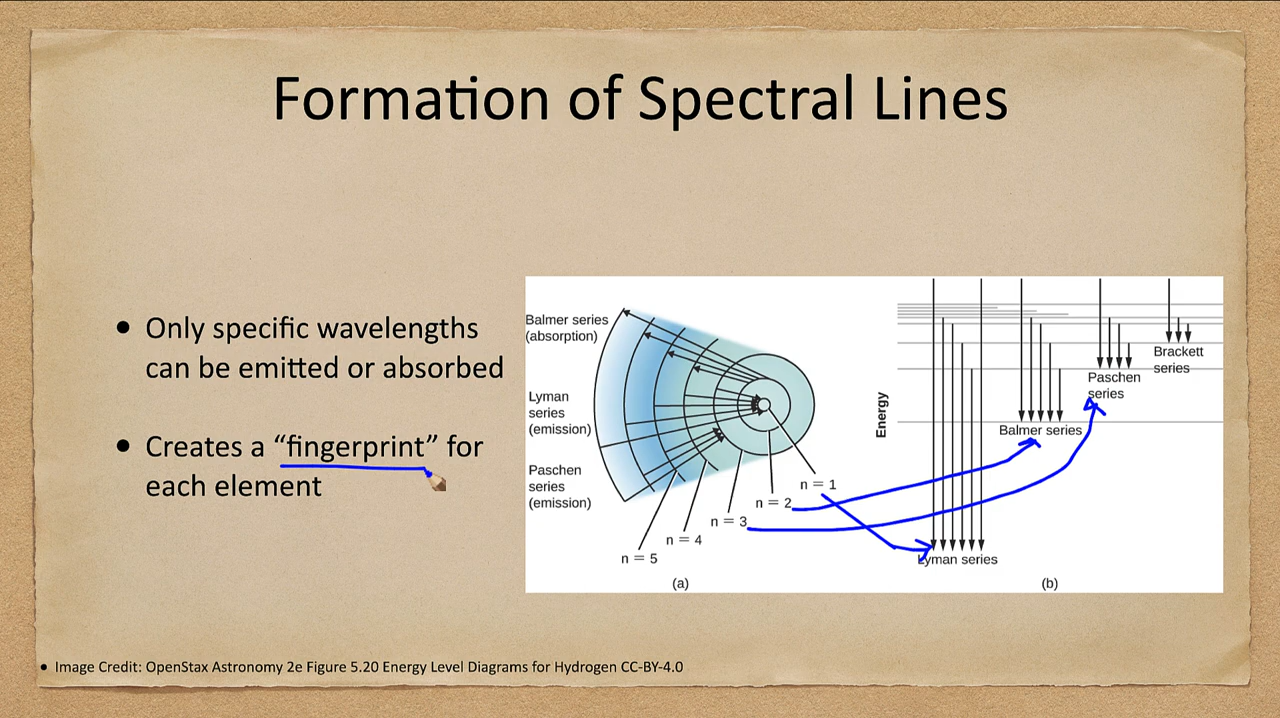 Formation of Spectral Lines
• Only specific wavelengths
can be emitted or absorbed
• Creates a “fingerprint” for
each element
Balmer series
(absorption)
Lyman
series
(emission)
Paschen
series
(emission)
n = 1
n = 2
n = 3
n = 4
n = 5
(a)
Energy
Brackett
series
Paschen
series
Balmer series
Lyman series
(b)
• Image Credit: OpenStax Astronomy 2e Figure 5.20 Energy Level Diagrams for Hydrogen CC-BY-4.0